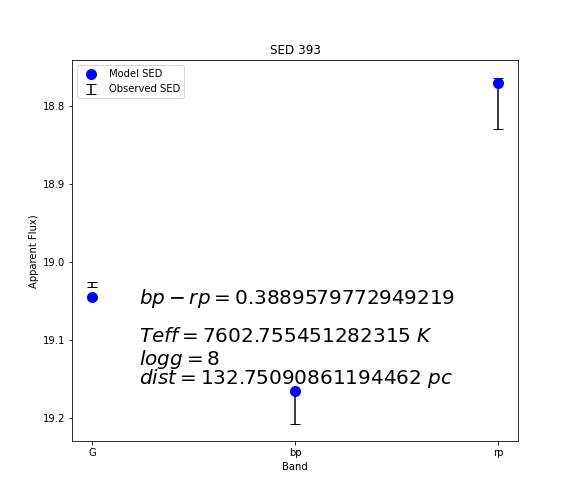 SED 393
Model SED
Observed SED
18.8
18.9
19.0
19.1
19.2
Apparent Flux)
bp − rp = 0.3889579772949219
Teff = 7602.755451282315 K
logg = 8
dist = 132.75090861194462 pc
G bp rp
Band